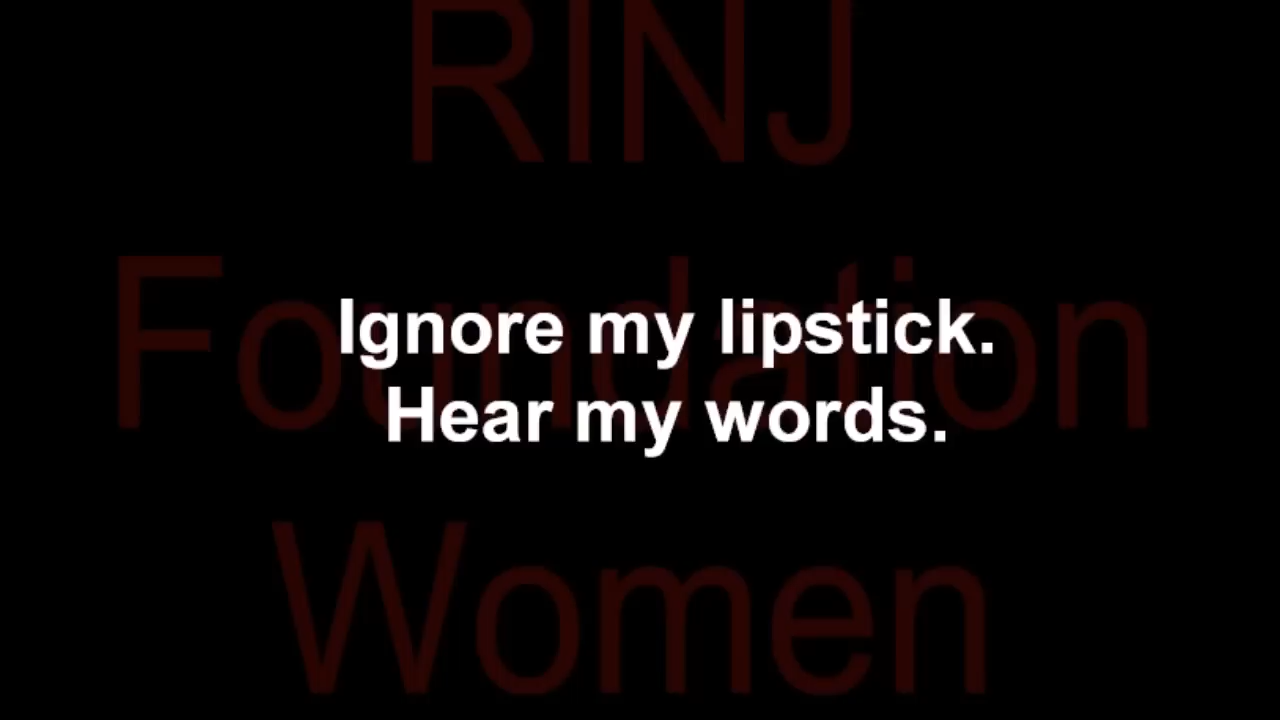 RINJ
Foundation
Ignore my lipstick.
Hear my words.
Women